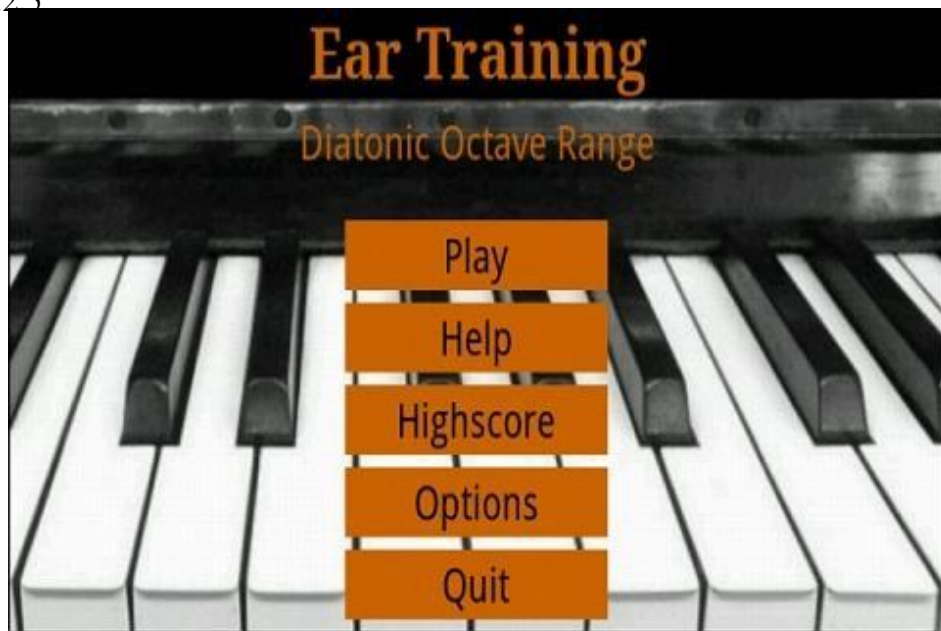 Ear Training
Diatonic Octave Range
Play
Help
Highscore
Options
Quit